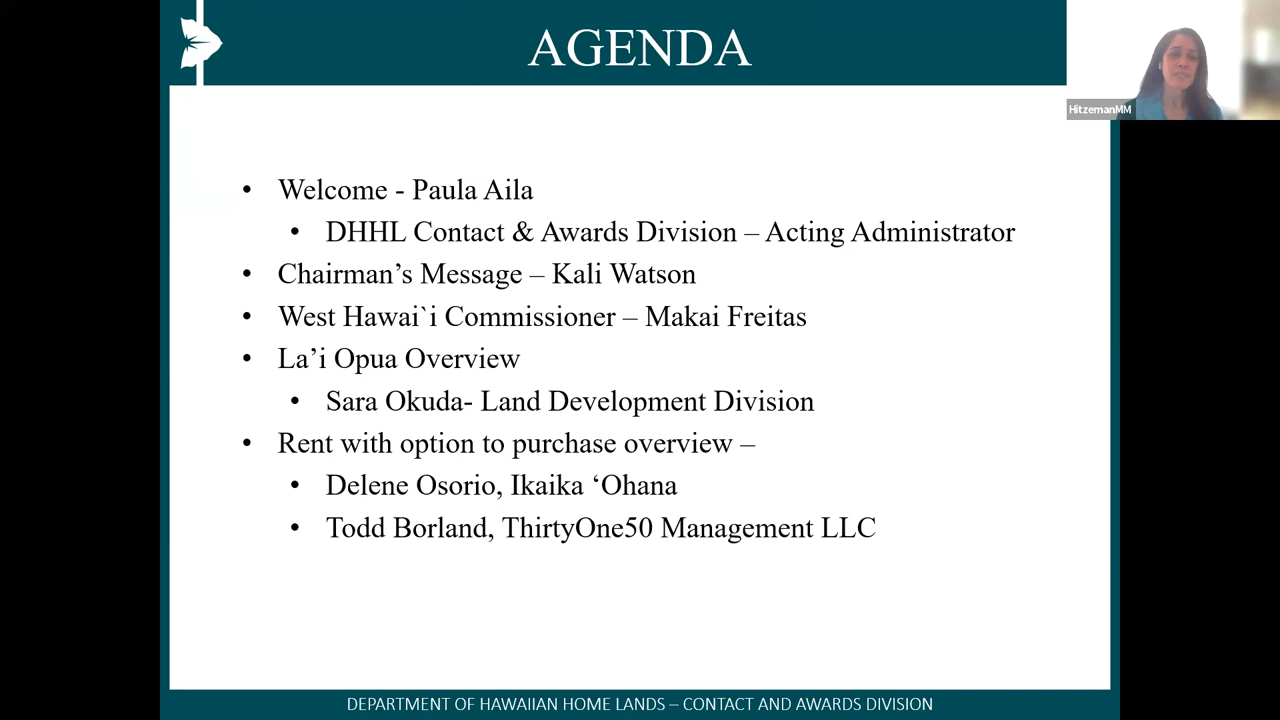 AGENDA
HitzemanMM
• Welcome - Paula Aila
• DHHL Contact & Awards Division – Acting Administrator
• Chairman’s Message – Kali Watson
• West Hawai`i Commissioner – Makai Freitas
• La’i Opua Overview
• Sara Okuda- Land Development Division
• Rent with option to purchase overview –
• Delene Osorio, Ikaika ‘Ohana
• Todd Borland, ThirtyOne50 Management LLC
DEPARTMENT OF HAWAIIAN HOME LANDS – CONTACT AND AWARDS DIVISION